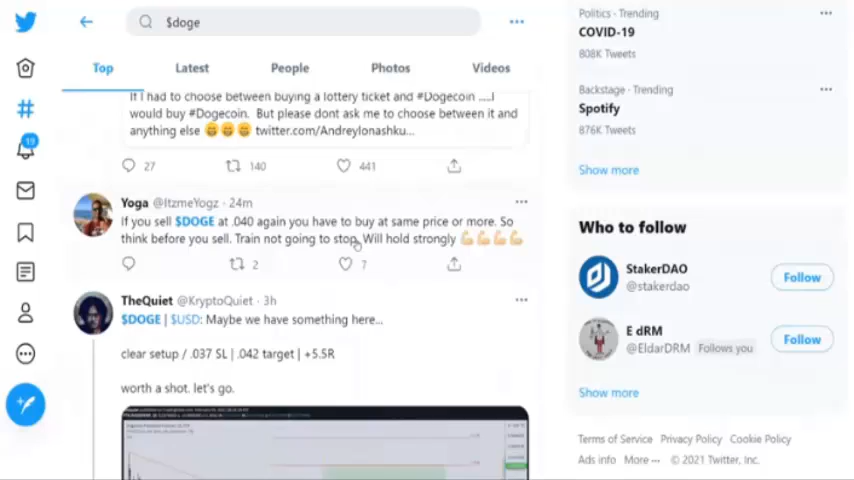 $doge
Top Latest People Photos Videos
If I had to choose between buying a lottery ticket and #Dogecoin .....I
would buy #Dogecoin. But please dont ask me to choose between it and
anything else 😁😁😁 twitter.com/Andreylonashku...
27 140 441
Yoga @ItzmeYogz · 24m
If you sell $DOGE at .040 again you have to buy at same price or more. So
think before you sell. Train not going to stop. Will hold strongly 💪💪💪💪
2 7
TheQuiet @KryptoQuiet · 3h
$DOGE | $USD: Maybe we have something here...
clear setup / .037 SL | .042 target | +5.5R
worth a shot. let's go.
19
Politics · Trending
COVID-19
808K Tweets
Backstage · Trending
Spotify
876K Tweets
Show more
Who to follow
StakerDAO
@stakerdao
Follow
E dRM
@EldarDRM Follows you
Follow
Show more
Terms of Service Privacy Policy Cookie Policy
Ads info More ··· © 2021 Twitter, Inc.